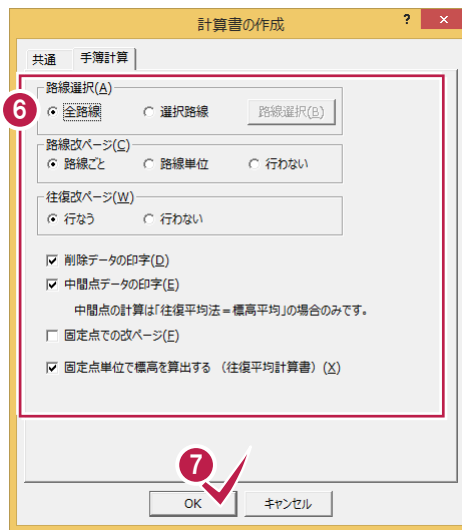 計算書の作成
? x
共通 手簿計算
6
路線選択(A)
全路線 選択路線 路線選択(B)
路線改ページ(C)
路線ごと 路線単位 行わない
往復改ページ(W)
行なう 行わない
削除データの印字(D)
中間点データの印字(E)
中間点の計算は「往復平均法=標高平均」の場合のみです。
固定点での改ページ(F)
固定点単位で標高を算出する (往復平均計算書) (X)
7
OK キャンセル